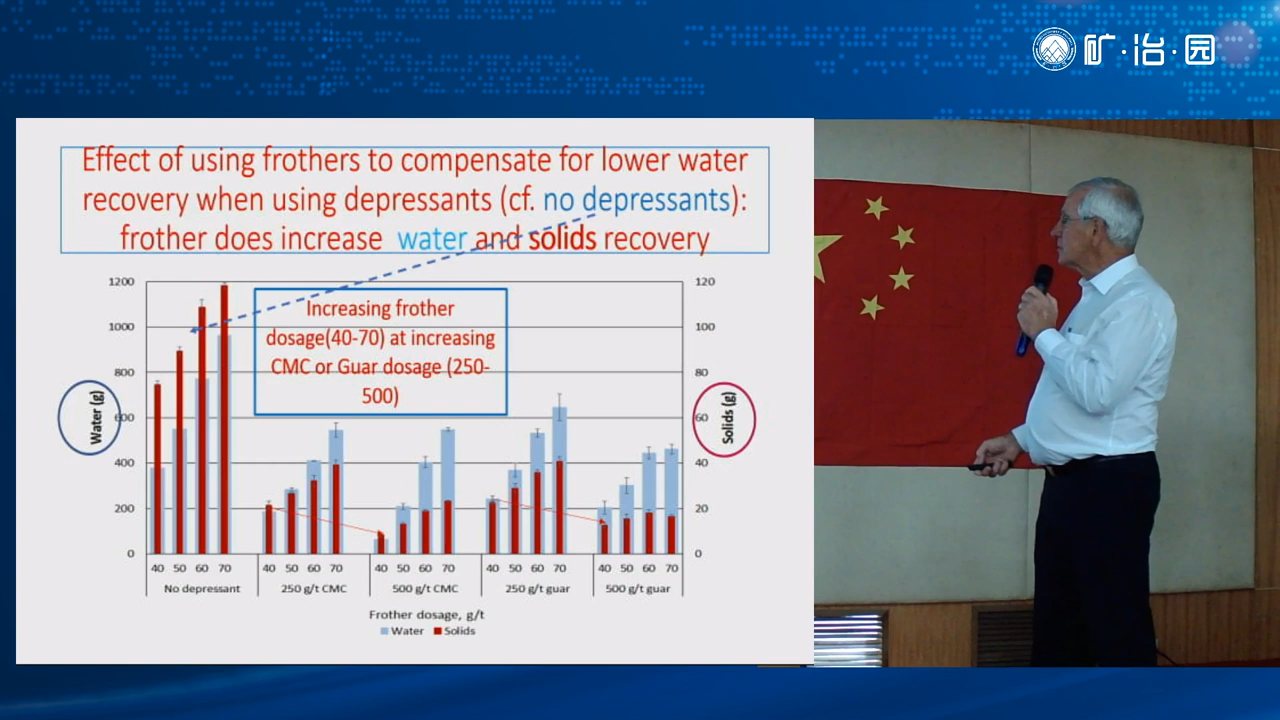 矿·冶·园
Effect of using frothers to compensate for lower water
recovery when using depressants (cf. no depressants):
frother does increase water and solids recovery
Increasing frother
dosage(40-70) at increasing
CMC or Guar dosage (250-
500)
Water (g)
1200
1000
800
600
400
200
0
120
100
80
60
40
20
0
Solids (g)
40 50 60 70 40 50 60 70 40 50 60 70 40 50 60 70 40 50 60 70
No depressant 250 g/t CMC 500 g/t CMC 250 g/t guar 500 g/t guar
Frother dosage, g/t
Water Solids